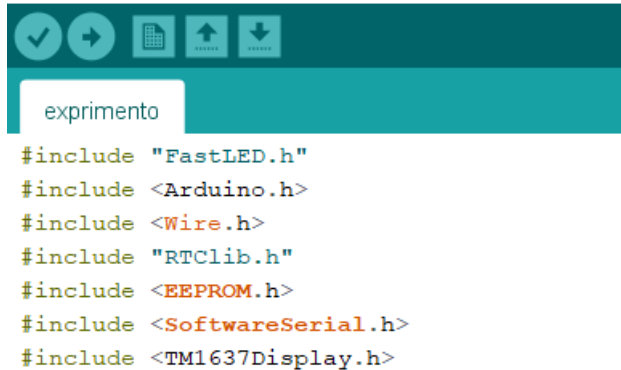 exprimento
#include "FastLED.h"
#include <Arduino.h>
#include <Wire.h>
#include "RTClib.h"
#include <EEPROM.h>
#include <SoftwareSerial.h>
#include <TM1637Display.h>